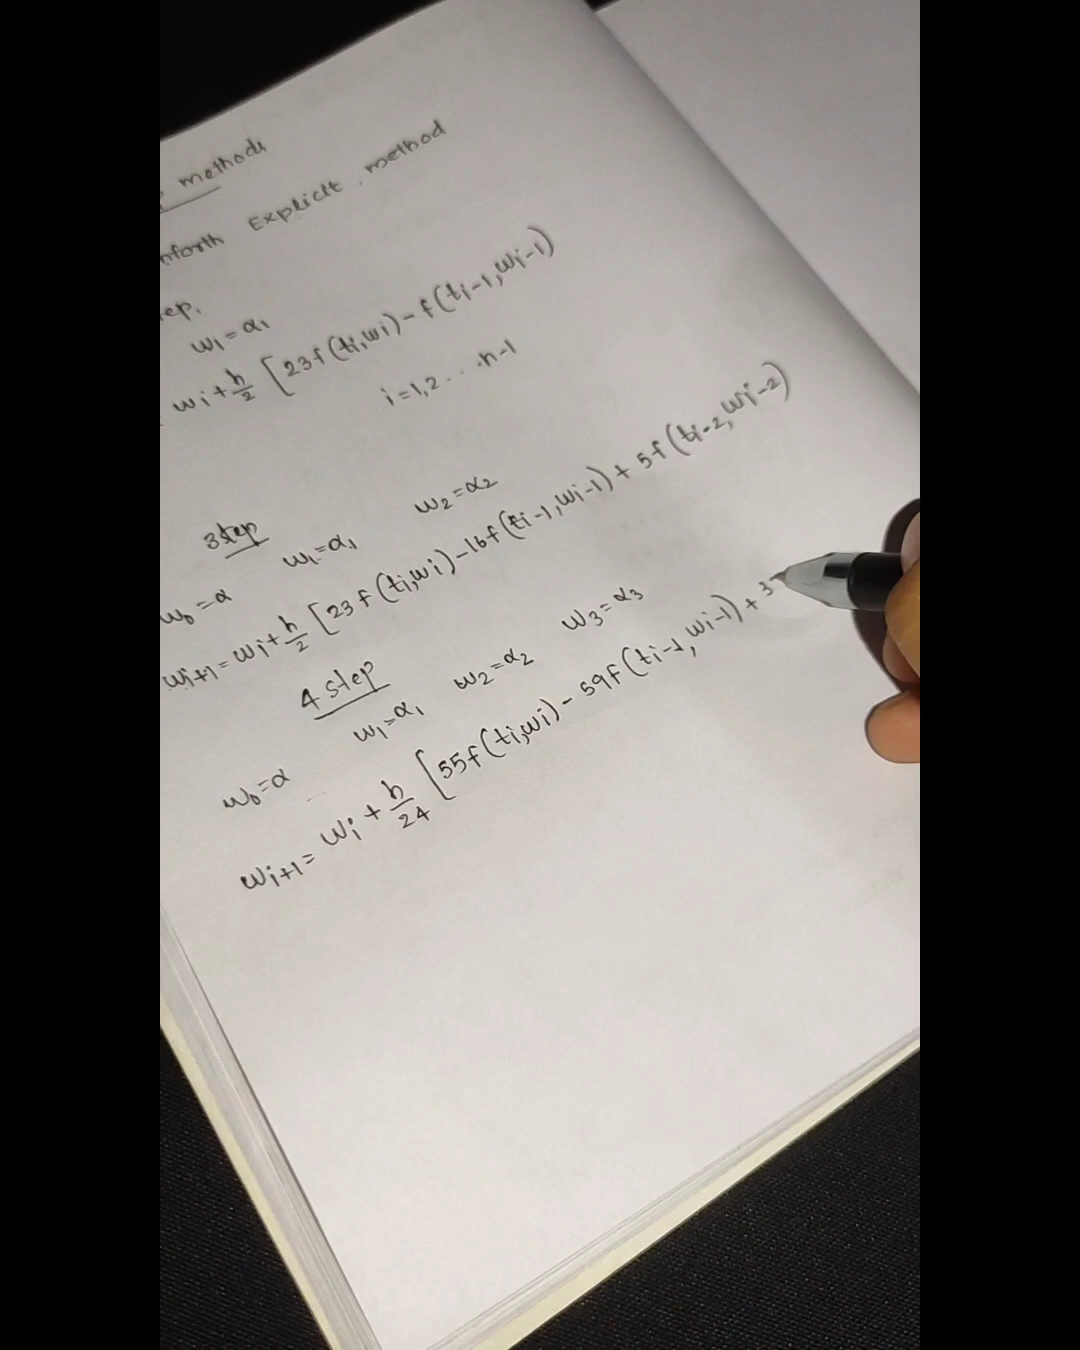 methods
Explicit method
w₁=α₁
wi+h/2 [23f(ti,wi)-f(ti-1,wi-1)
i=1,2...n-1
3step
w₀=α w₁=α₁ w₂=α₂
wi+1=wi+h/2 [23f(ti,wi)-16f(ti-1,wi-1)+5f(ti-2,wi-2)
4 step
w₀=α w₁=α₁ w₂=α₂ w₃=α₃
wi+1=wi+h/24 [55f(ti,wi)-59f(ti-1,wi-1)+3